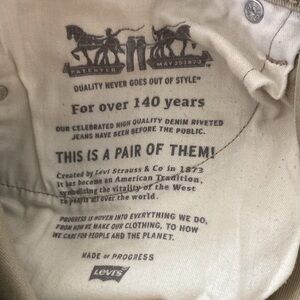 PATENTED MAY 20 1873
QUALITY NEVER GOES OUT OF STYLE"
For over 140 years
OUR CELEBRATED HIGH QUALITY DENIM RIVETED
JEANS HAVE BEEN BEFORE THE PUBLIC.
THIS IS A PAIR OF THEM!
Created by Levi Strauss & Co in 1873
it has become an American Tradition,
symbolizing the vitality of the West
to people all over the world.
PROGRESS IS WOVEN INTO EVERYTHING WE DO,
FROM HOW WE MAKE OUR CLOTHING, TO HOW
WE CARE FOR PEOPLE AND THE PLANET.
MADE OF PROGRESS
Levi's